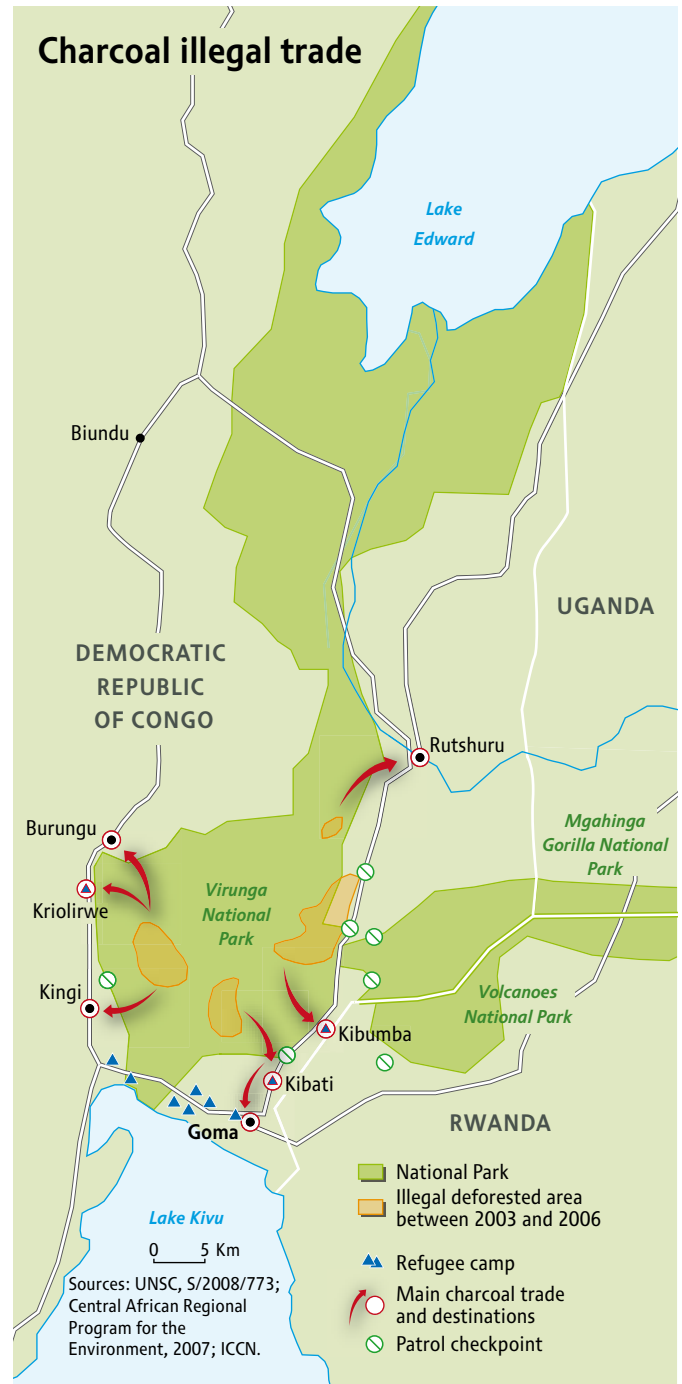 Charcoal illegal trade
Lake
Edward
Biundu
UGANDA
DEMOCRATIC
REPUBLIC
OF CONGO
Rutshuru
Burungu
Mgahinga
Gorilla National
Park
Kriolirwe
Virunga
National
Park
Kingi
Volcanoes
National Park
Kibumba
Kibati
Goma
RWANDA
National Park
Illegal deforested area
between 2003 and 2006
Lake Kivu
0 5 Km
Refugee camp
Sources: UNSC, S/2008/773;
Central African Regional
Program for the
Environment, 2007; ICCN.
Main charcoal trade
and destinations
Patrol checkpoint